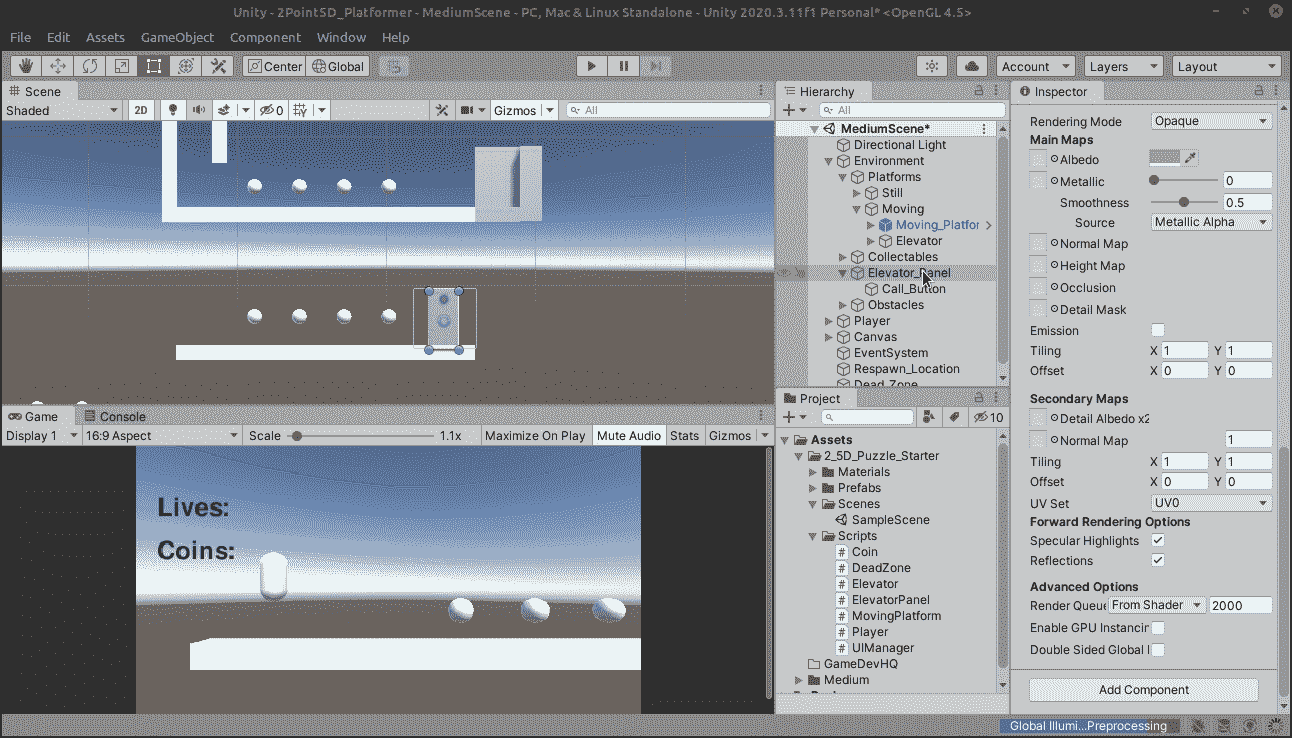 Unity - 2Point5D_Platformer - MediumScene - PC, Mac & Linux Standalone - Unity 2020.3.11f1 Personal* <OpenGL 4.5>
File Edit Assets GameObject Component Window Help
Center Global Account Layers Layout
Scene
Shaded 2D 0 Gizmos All
Hierarchy
All
MediumScene*
Directional Light
Environment
Platforms
Still
Moving
Moving_Platfor
Elevator
Collectables
Elevator_Panel
Call_Button
Obstacles
Player
Canvas
EventSystem
Respawn_Location
Dead_Zone
Game Console
Display 1 16:9 Aspect Scale 1.1x Maximize On Play Mute Audio Stats Gizmos
Lives:
Coins:
Project
10
Assets
2_5D_Puzzle_Starter
Materials
Prefabs
Scenes
SampleScene
Scripts
# Coin
# DeadZone
# Elevator
# ElevatorPanel
# MovingPlatform
# Player
# UIManager
GameDevHQ
Medium
Inspector
Rendering Mode Opaque
Main Maps
Albedo
Metallic 0
Smoothness 0.5
Source Metallic Alpha
Normal Map
Height Map
Occlusion
Detail Mask
Emission
Tiling X 1 Y 1
Offset X 0 Y 0
Secondary Maps
Detail Albedo x2
Normal Map 1
Tiling X 1 Y 1
Offset X 0 Y 0
UV Set UV0
Forward Rendering Options
Specular Highlights
Reflections
Advanced Options
Render Queue From Shader 2000
Enable GPU Instancin
Double Sided Global I
Add Component
Global Illumi...Preprocessing